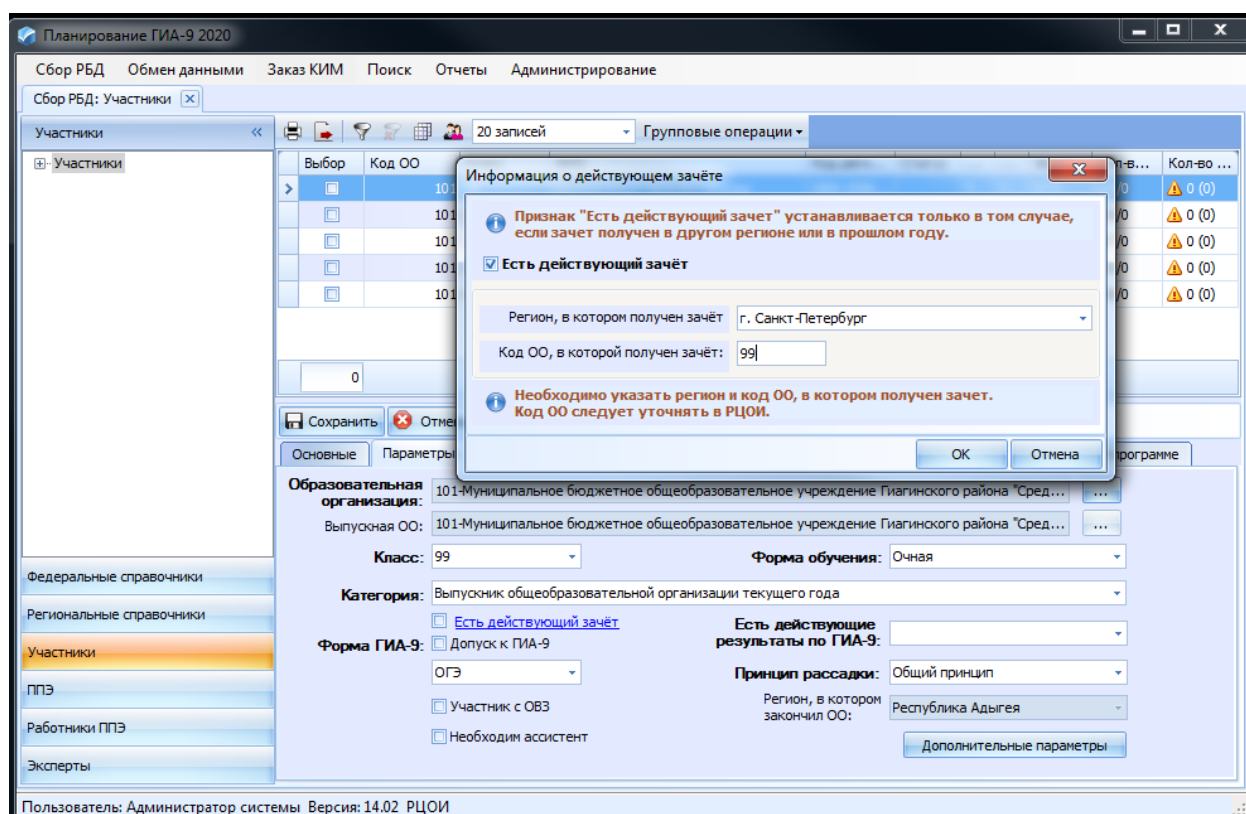 Планирование ГИА-9 2020
Сбор РБД Обмен данными Заказ КИМ Поиск Отчеты Администрирование
Сбор РБД: Участники
Участники « 20 записей Групповые операции
Участники
Выбор Код ОО Кол-во ...
101 /0 0 (0)
101 /0 0 (0)
101 /0 0 (0)
101 /0 0 (0)
101 /0 0 (0)
0
Информация о действующем зачёте
Признак "Есть действующий зачет" устанавливается только в том случае,
если зачет получен в другом регионе или в прошлом году.
Есть действующий зачёт
Регион, в котором получен зачёт г. Санкт-Петербург
Код ОО, в которой получен зачёт: 99
Необходимо указать регион и код ОО, в котором получен зачет.
Код ОО следует уточнять в РЦОИ.
ОК Отмена
Сохранить
Основные
Образовательная
организация: 101-Муниципальное бюджетное общеобразовательное учреждение Гиагинского района "Сред... ...
Выпускная ОО: 101-Муниципальное бюджетное общеобразовательное учреждение Гиагинского района "Сред... ...
Класс: 99 Форма обучения: Очная
Категория: Выпускник общеобразовательной организации текущего года
Есть действующий зачёт Есть действующие
результаты по ГИА-9:
Форма ГИА-9: Допуск к ГИА-9
ОГЭ Принцип рассадки: Общий принцип
Участник с ОВЗ Регион, в котором
закончил ОО: Республика Адыгея
Необходим ассистент Дополнительные параметры
Федеральные справочники
Региональные справочники
Участники
ППЭ
Работники ППЭ
Эксперты
Пользователь: Администратор системы Версия: 14.02 РЦОИ